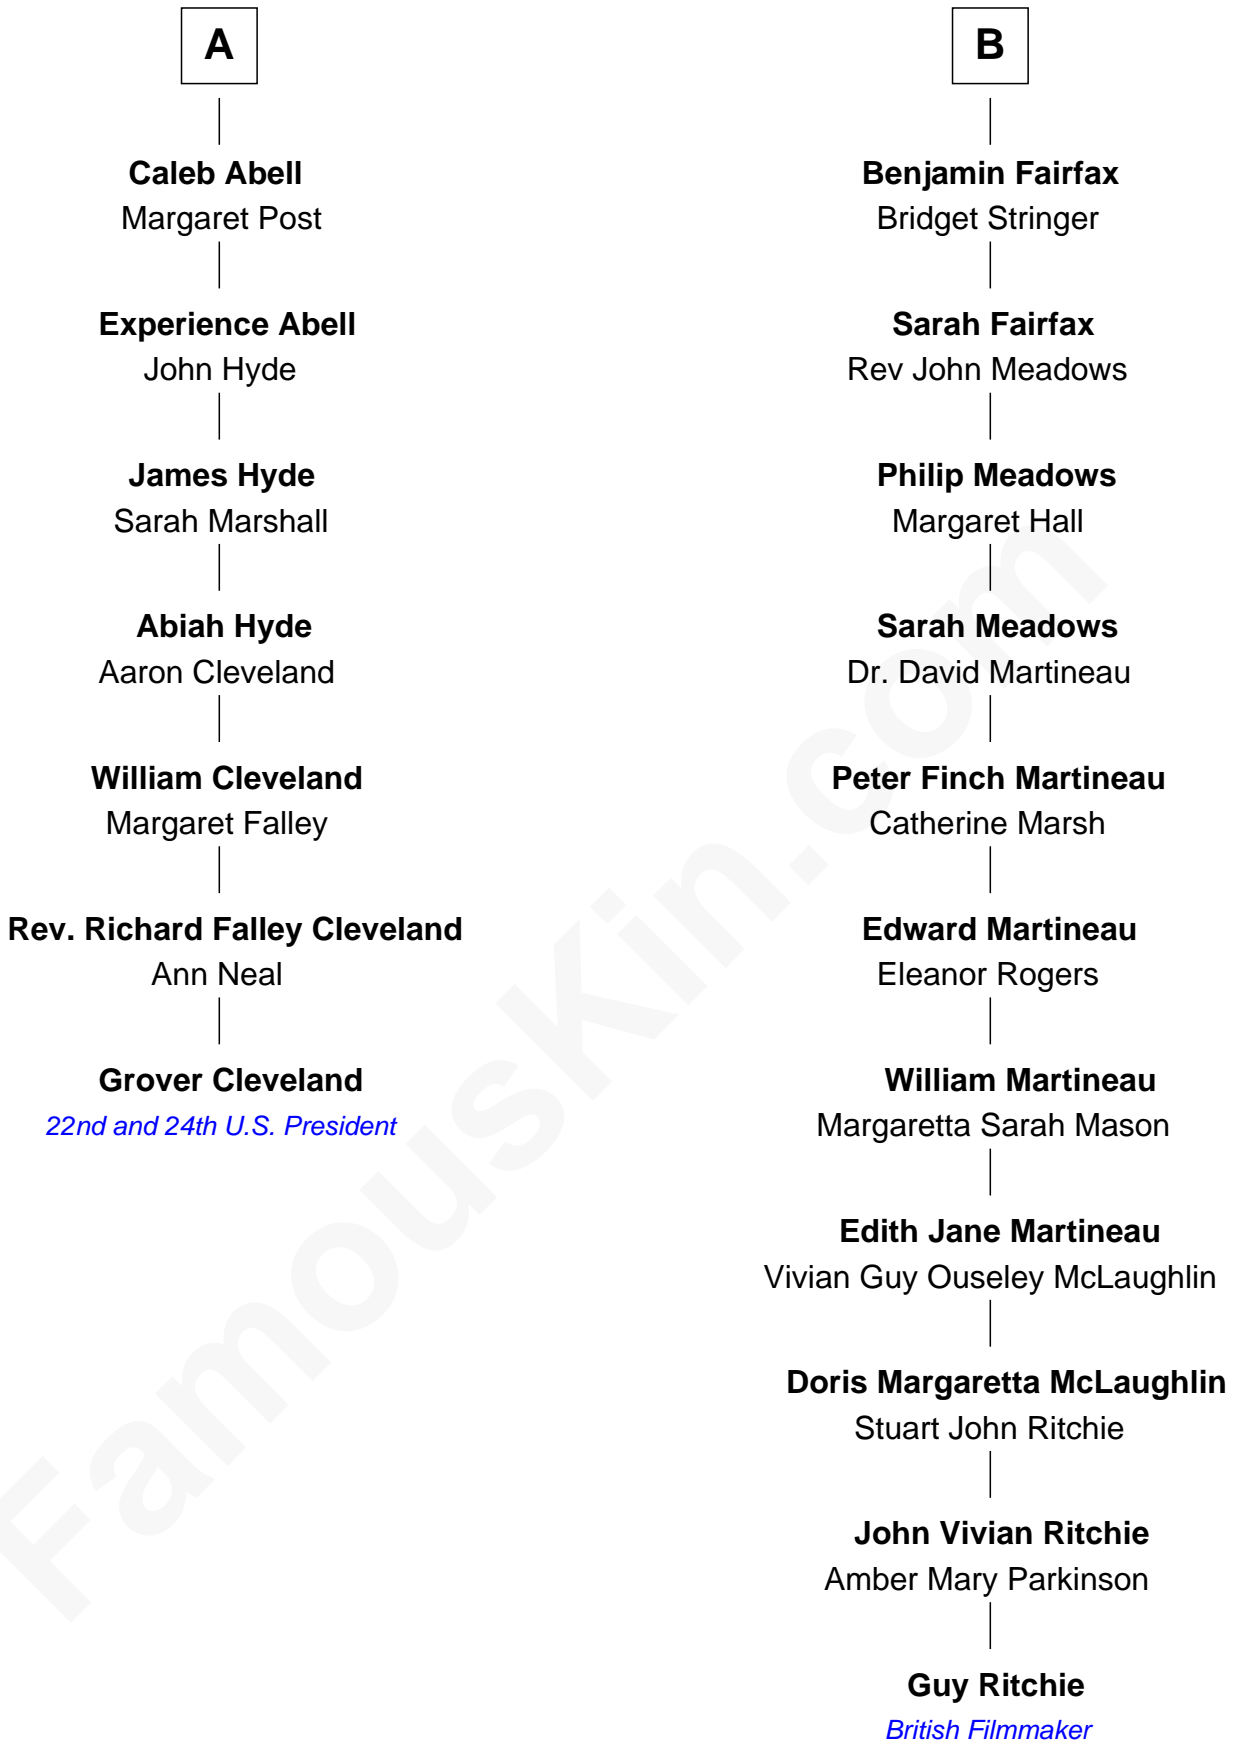 A
Caleb Abell
Margaret Post
Experience Abell
John Hyde
James Hyde
Sarah Marshall
Abiah Hyde
Aaron Cleveland
William Cleveland
Margaret Falley
Rev. Richard Falley Cleveland
Ann Neal
Grover Cleveland
22nd and 24th U.S. President
B
Benjamin Fairfax
Bridget Stringer
Sarah Fairfax
Rev John Meadows
Philip Meadows
Margaret Hall
Sarah Meadows
Dr. David Martineau
Peter Finch Martineau
Catherine Marsh
Edward Martineau
Eleanor Rogers
William Martineau
Margaretta Sarah Mason
Edith Jane Martineau
Vivian Guy Ouseley McLaughlin
Doris Margaretta McLaughlin
Stuart John Ritchie
John Vivian Ritchie
Amber Mary Parkinson
Guy Ritchie
British Filmmaker
FamousKin.com